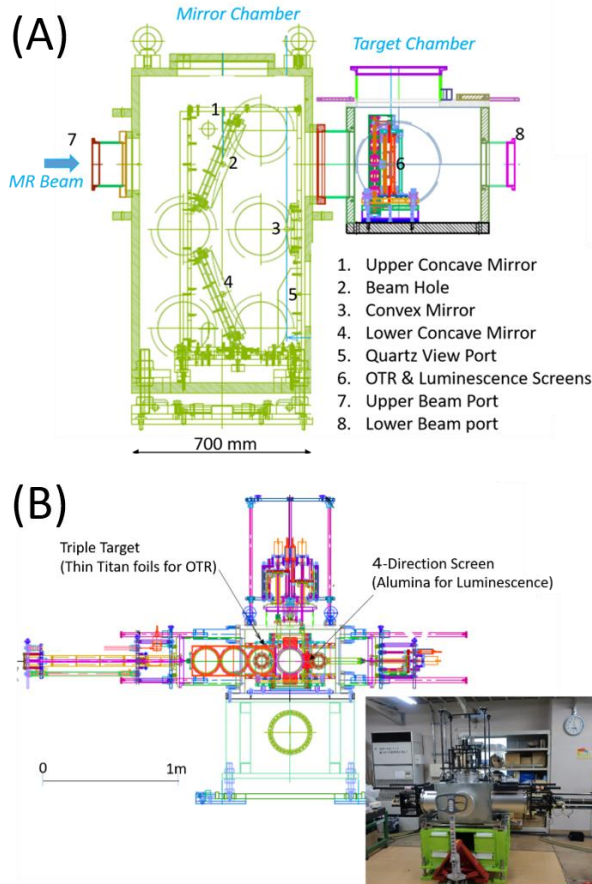 (A)
Mirror Chamber
Target Chamber
1
7
2
6
8
MR Beam
3
4
5
1. Upper Concave Mirror
2. Beam Hole
3. Convex Mirror
4. Lower Concave Mirror
5. Quartz View Port
6. OTR & Luminescence Screens
7. Upper Beam Port
8. Lower Beam port
700 mm
(B)
Triple Target
(Thin Titan foils for OTR)
4-Direction Screen
(Alumina for Luminescence)
0
1m